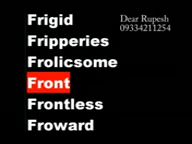 Frigid
Dear Rupesh
09334211254
Fripperies
Frolicsome
Front
Frontless
Froward